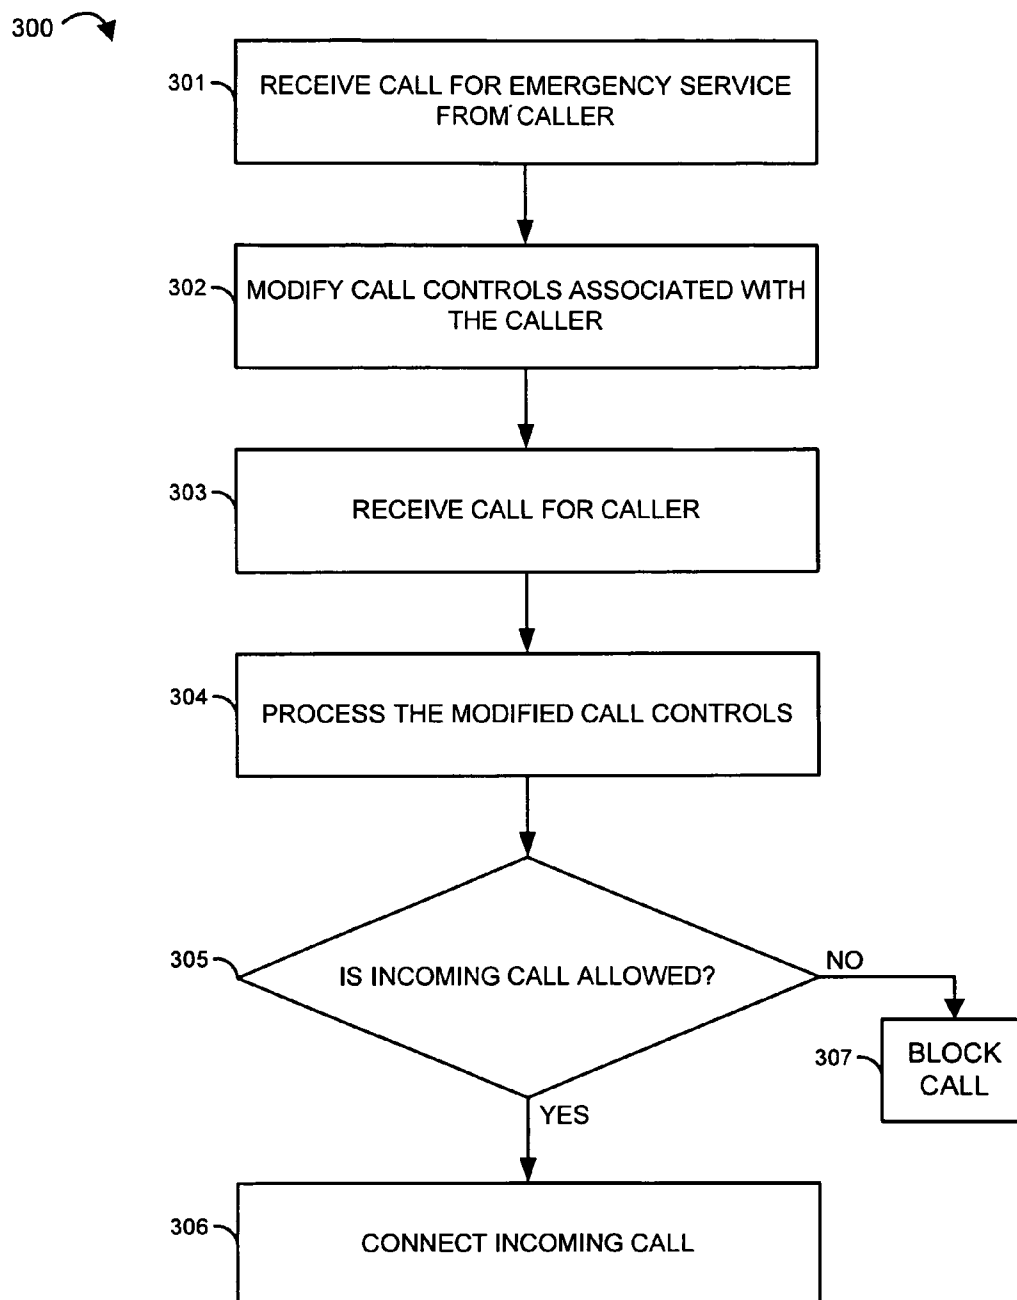 300
301
RECEIVE CALL FOR EMERGENCY SERVICE
FROM CALLER
302
MODIFY CALL CONTROLS ASSOCIATED WITH
THE CALLER
303
RECEIVE CALL FOR CALLER
304
PROCESS THE MODIFIED CALL CONTROLS
305
IS INCOMING CALL ALLOWED?
NO
307
BLOCK
CALL
YES
306
CONNECT INCOMING CALL